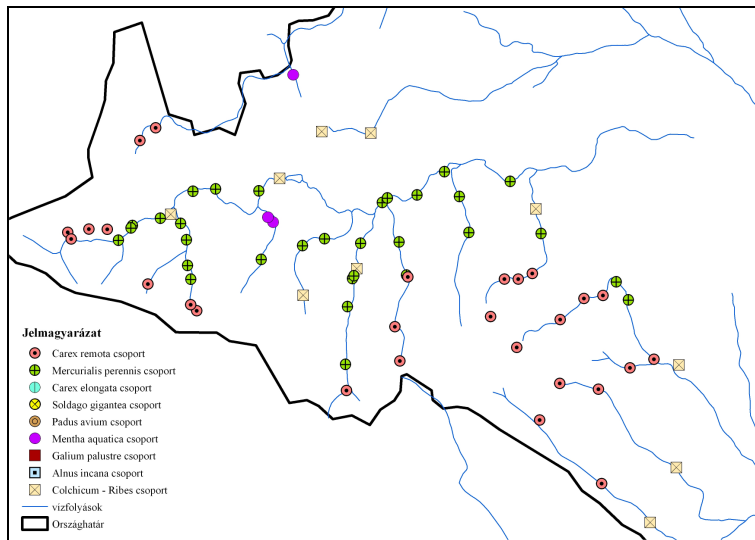 Jelmagyarázat
Carex remota csoport
Mercurialis perennis csoport
Carex elongata csoport
Soldago gigantea csoport
Padus avium csoport
Mentha aquatica csoport
Galium palustre csoport
Alnus incana csoport
Colchicum - Ribes csoport
vízfolyások
Országhatár